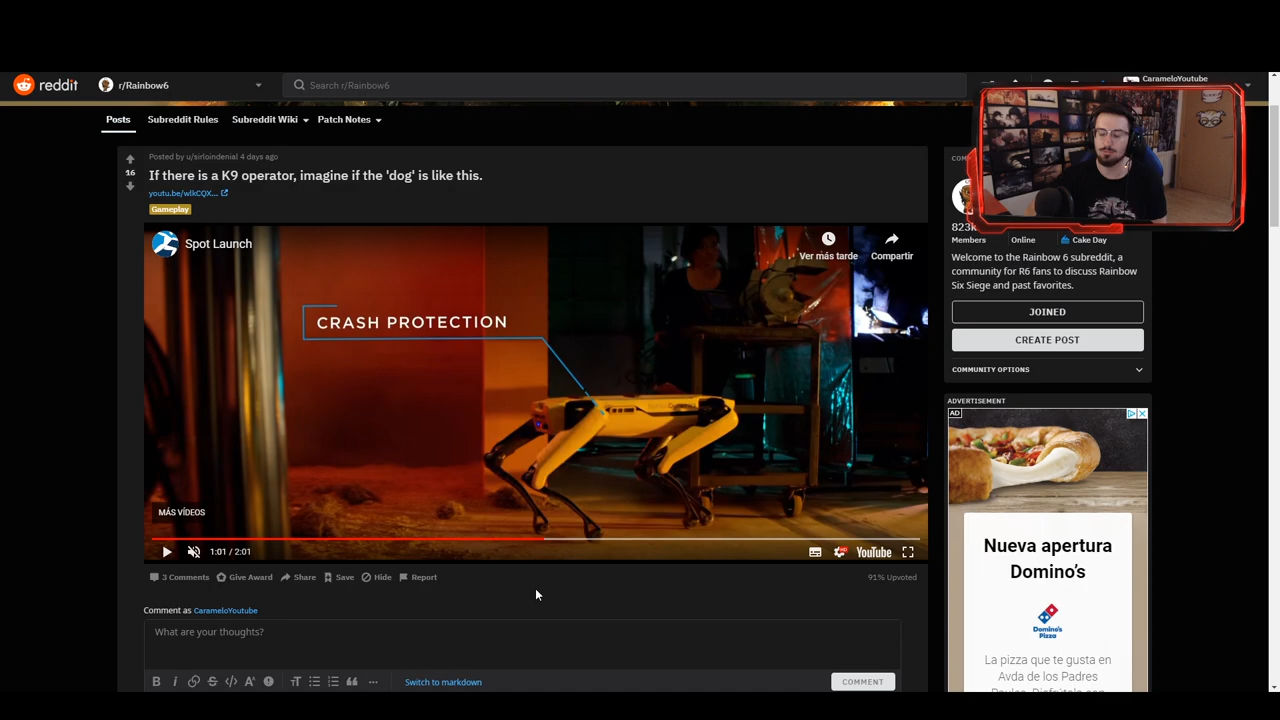 reddit
r/Rainbow6
Search r/Rainbow6
CarameloYoutube
Posts
Subreddit Rules
Subreddit Wiki
Patch Notes
Posted by u/sirloindenial 4 days ago
16
If there is a K9 operator, imagine if the 'dog' is like this.
youtu.be/wlkCQX...
Gameplay
Spot Launch
Ver más tarde
Compartir
CRASH PROTECTION
MÁS VÍDEOS
1:01 / 2:01
HD
YouTube
3 Comments
Give Award
Share
Save
Hide
Report
91% Upvoted
Comment as CarameloYoutube
What are your thoughts?
B i A T
Switch to markdown
COMMENT
823k
Members
Online
Cake Day
Welcome to the Rainbow 6 subreddit, a
community for R6 fans to discuss Rainbow
Six Siege and past favorites.
JOINED
CREATE POST
COMMUNITY OPTIONS
ADVERTISEMENT
AD
Nueva apertura
Domino's
Domino's
Pizza
La pizza que te gusta en
Avda de los Padres